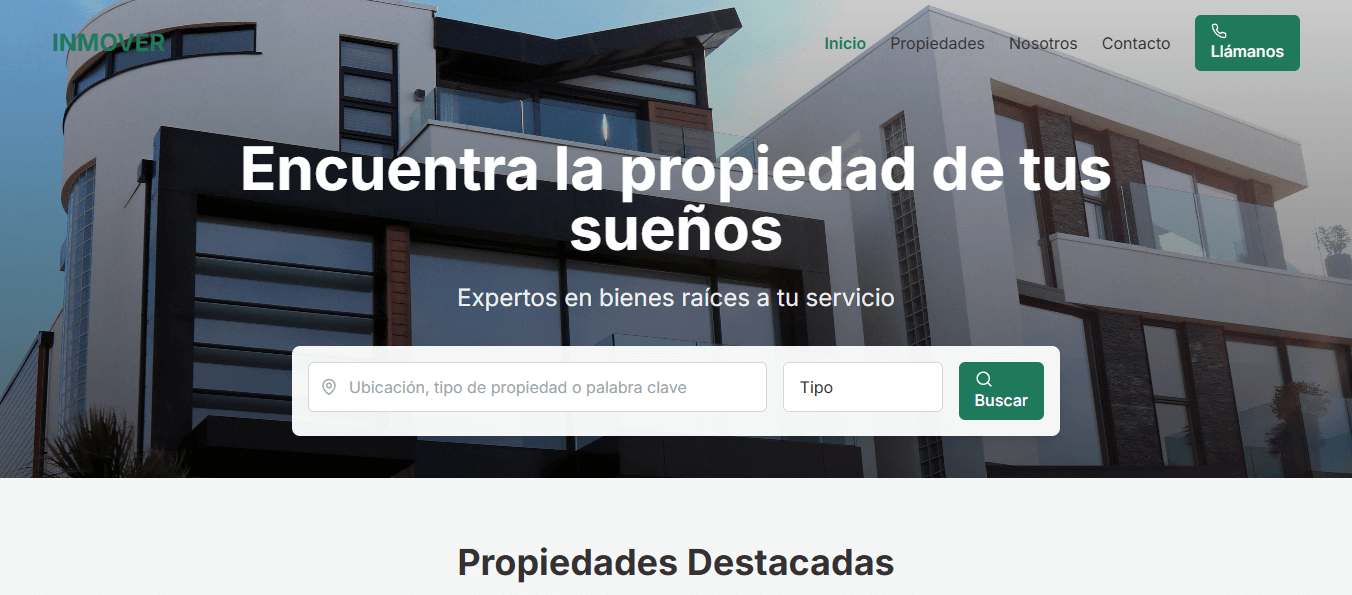 INMOVER
Inicio
Propiedades
Nosotros
Contacto
Llámanos
Encuentra la propiedad de tus
sueños
Expertos en bienes raíces a tu servicio
Ubicación, tipo de propiedad o palabra clave
Tipo
Buscar
Propiedades Destacadas